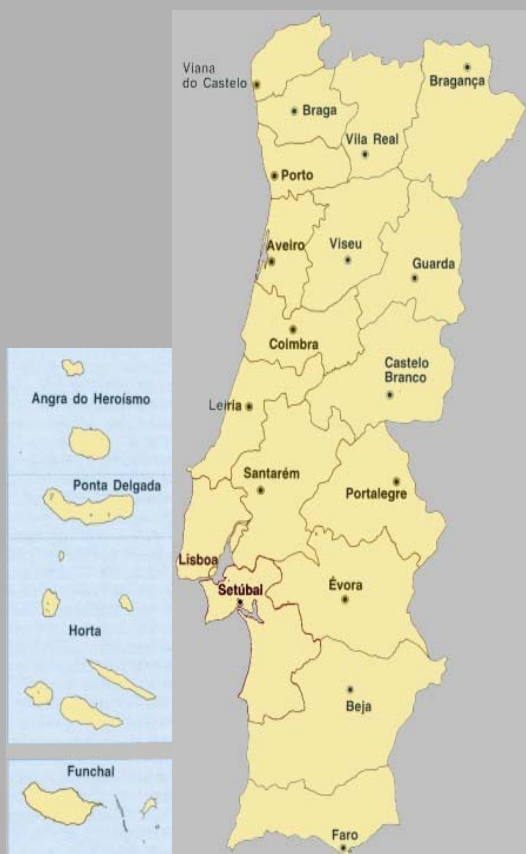 Viana
do Castelo
Bragança
Braga
Vila Real
Porto
Aveiro
Viseu
Guarda
Coimbra
Castelo
Branco
Leiria
Angra do Heroísmo
Santarém
Ponta Delgada
Portalegre
Lisboa
Setúbal
Évora
Horta
Beja
Funchal
Faro